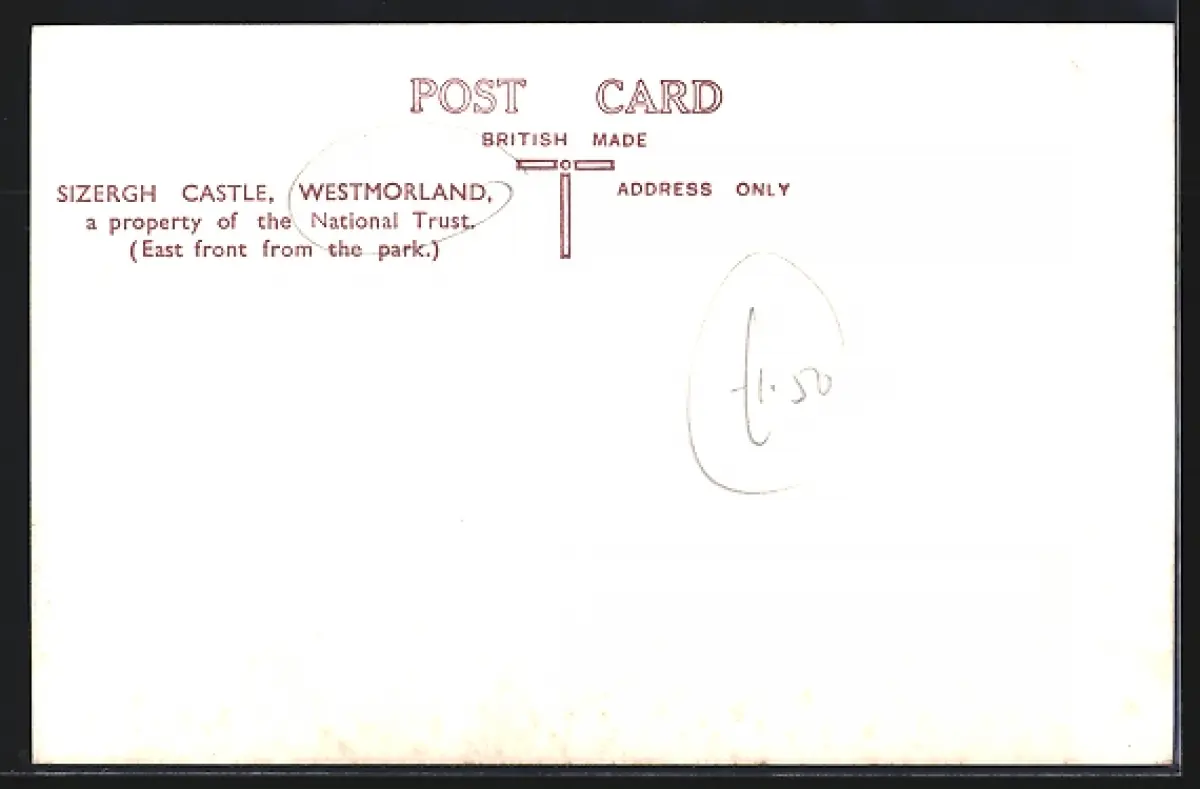 POST CARD
BRITISH MADE
SIZERGH CASTLE, WESTMORLAND,
a property of the National Trust.
(East front from the park.)
ADDRESS ONLY
£1.50